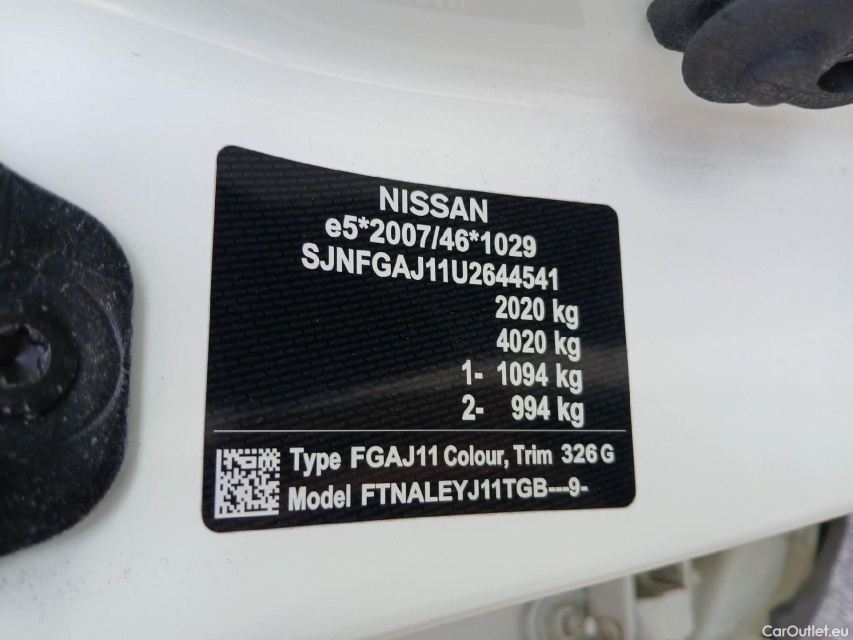 NISSAN
e5*2007/46*1029
SJNFGAJ11U2644541
2020 kg
4020 kg
1- 1094 kg
2- 994 kg
Type FGAJ11 Colour, Trim 326 G
Model FTNALEYJ11TGB---9-
CarOutlet.eu